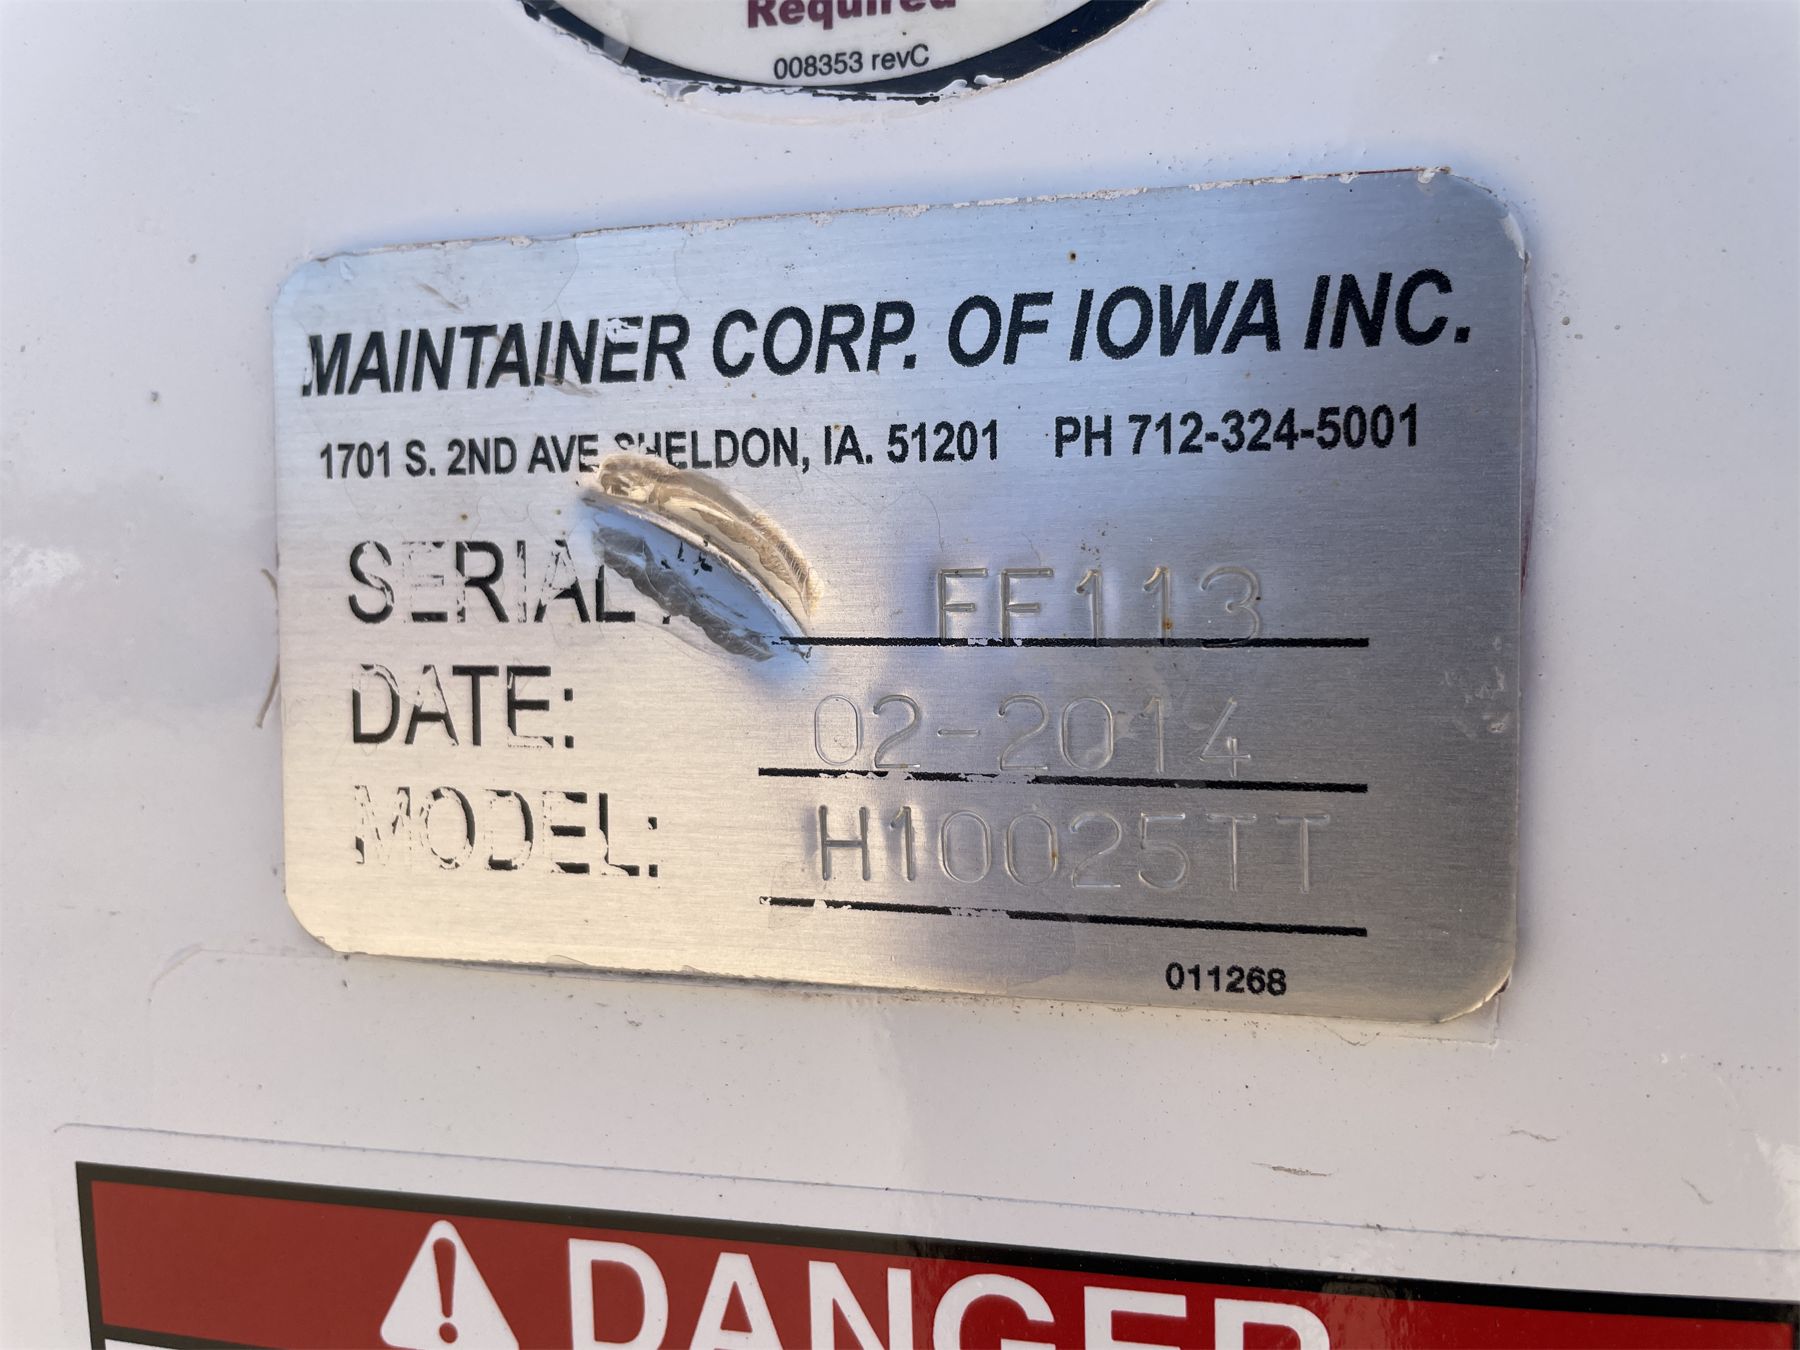 Required
008353 revC
MAINTAINER CORP. OF IOWA INC.
1701 S. 2ND AVE SHELDON, IA. 51201 PH 712-324-5001
SERIAL: FF113
DATE: 02-2014
MODEL: H10025TT
011268
DANGER